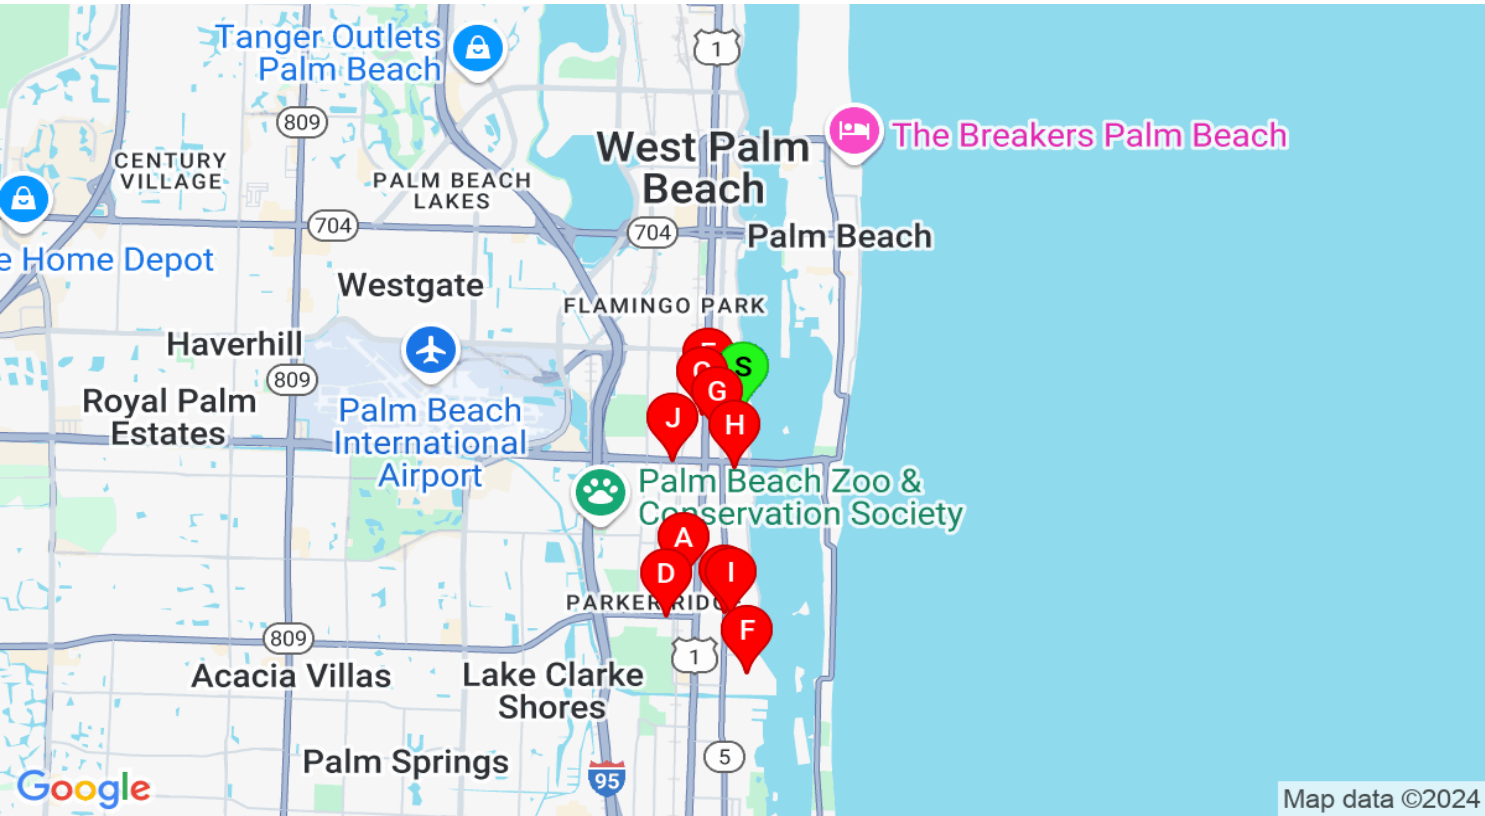 Tanger Outlets
Palm Beach
1
809
West Palm
Beach
The Breakers Palm Beach
CENTURY
VILLAGE
PALM BEACH
LAKES
704
704
Palm Beach
e Home Depot
Westgate
FLAMINGO PARK
Haverhill
809
S
G
J
H
Royal Palm
Estates
Palm Beach
International
Airport
Palm Beach Zoo &
Conservation Society
A
D
I
PARKER RIDG
F
809
1
Acacia Villas
Lake Clarke
Shores
Palm Springs
5
95
Google
Map data ©2024